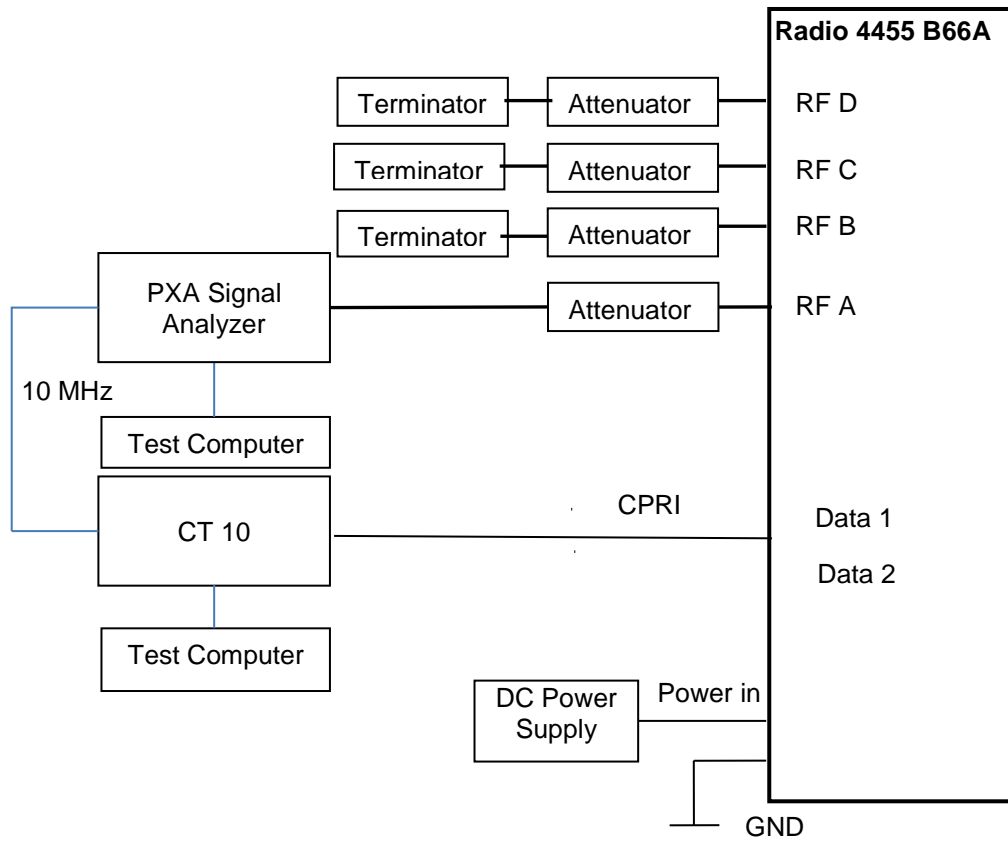 Radio 4455 B66A
Terminator
Attenuator
RF D
Terminator
Attenuator
RF C
Terminator
Attenuator
RF B
PXA Signal
Analyzer
Attenuator
RF A
10 MHz
Test Computer
CT 10
CPRI
Data 1
Data 2
Test Computer
DC Power
Supply
Power in
GND